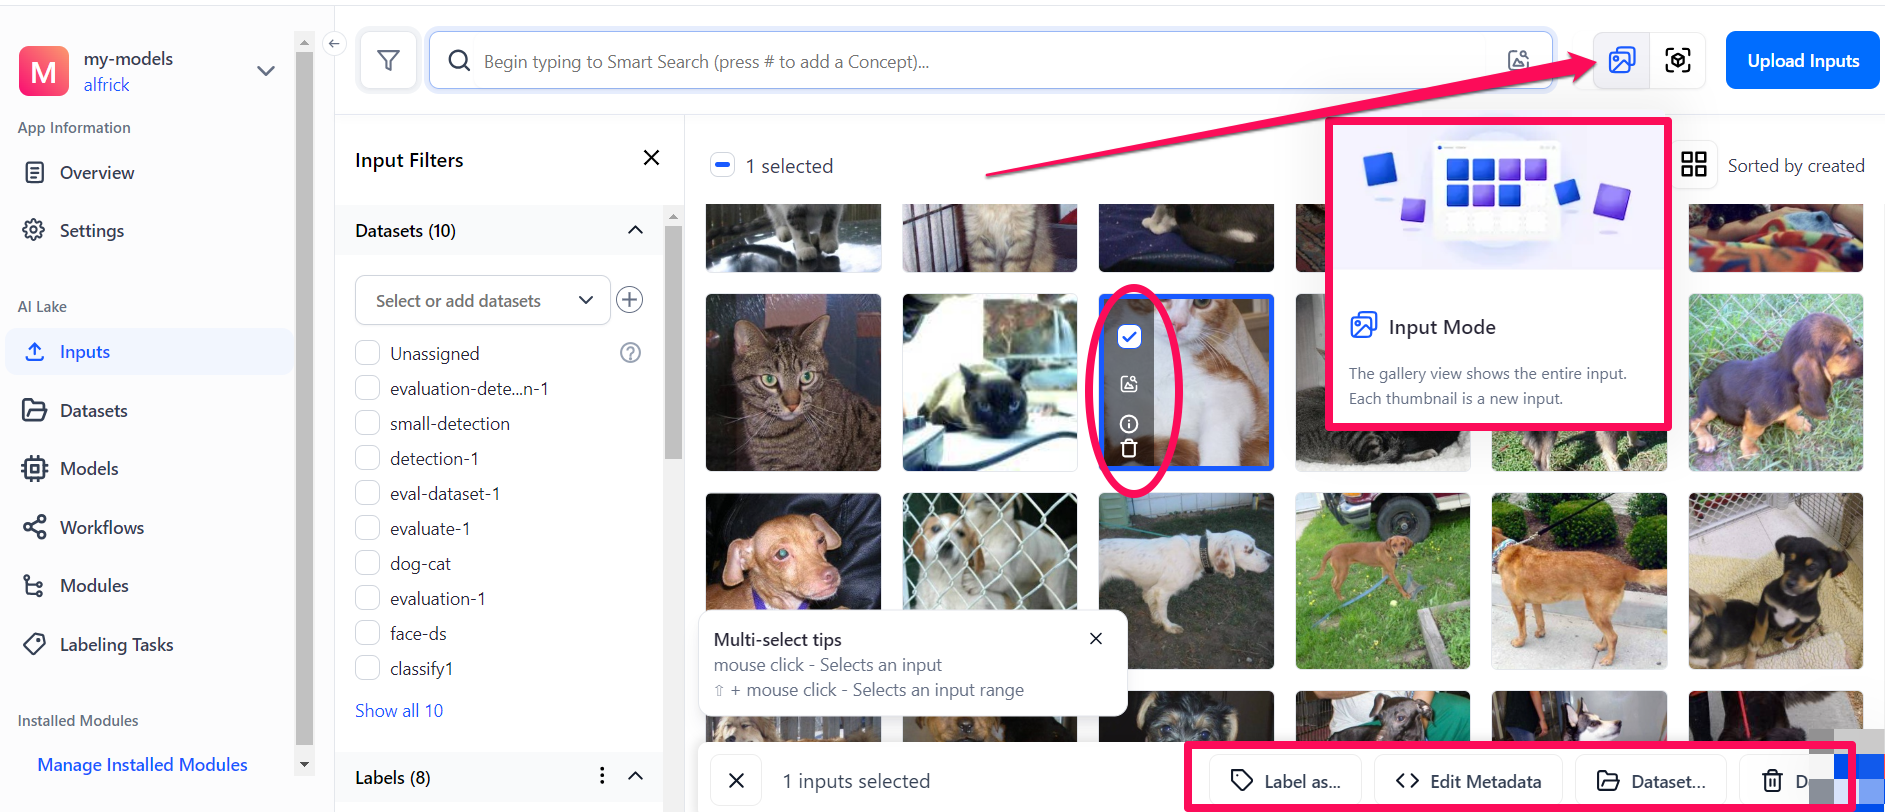 M
my-models
alfrick
App Information
Overview
Settings
AI Lake
Inputs
Datasets
Models
Workflows
Modules
Labeling Tasks
Installed Modules
Manage Installed Modules
Begin typing to Smart Search (press # to add a Concept)...
Upload Inputs
Input Filters
Datasets (10)
Select or add datasets
Unassigned
evaluation-dete...n-1
small-detection
detection-1
eval-dataset-1
evaluate-1
dog-cat
evaluation-1
face-ds
classify1
Show all 10
Labels (8)
1 selected
Sorted by created
Input Mode
The gallery view shows the entire input.
Each thumbnail is a new input.
Multi-select tips
mouse click - Selects an input
⇧ + mouse click - Selects an input range
1 inputs selected
Label as...
Edit Metadata
Dataset...